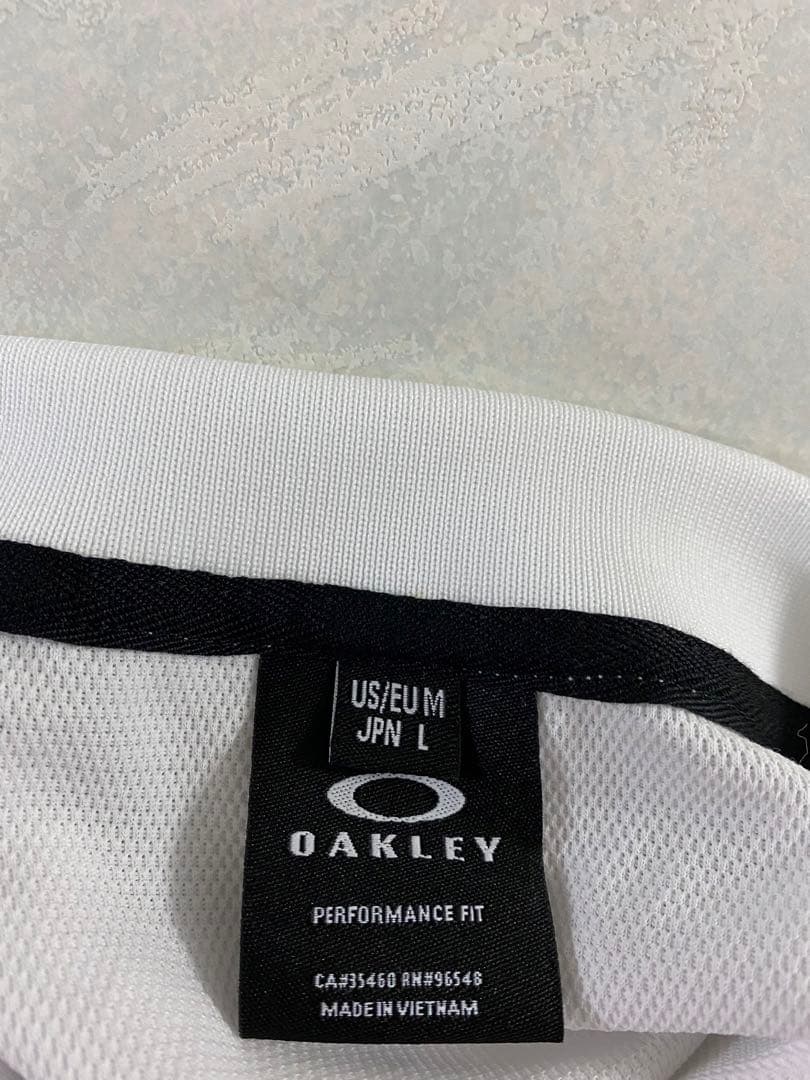 US/EU M
JPN L
OAKLEY
PERFORMANCE FIT
CA#35460 RN#96548
MADE IN VIETNAM